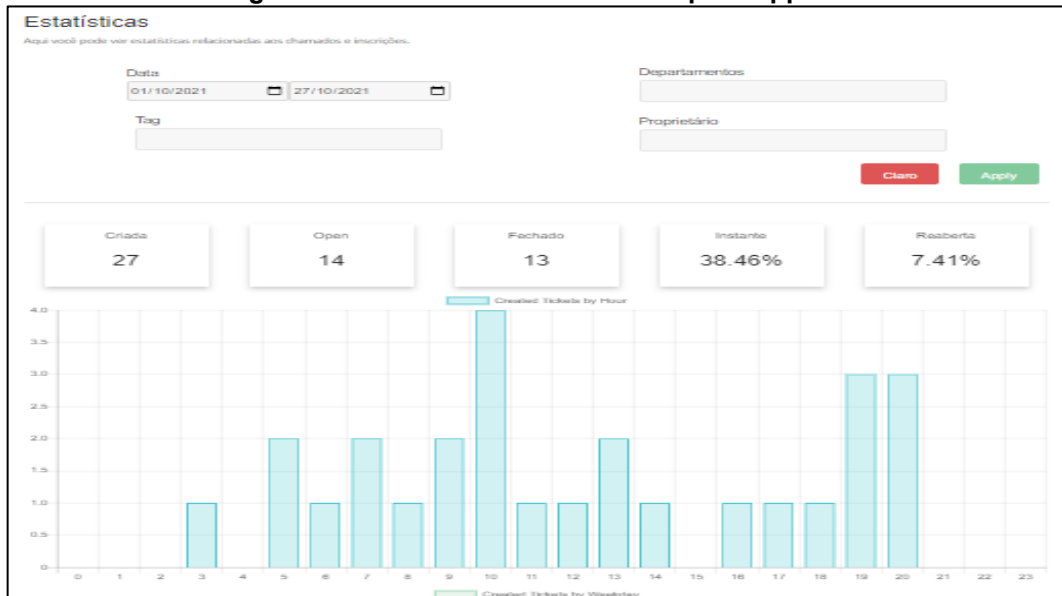 Estatísticas
Aqui você pode ver estatísticas relacionadas aos chamados e inscrições.
Data
Departamentos
01/10/2021 27/10/2021
Tag
Proprietário
Claro Apply
Criada Open Fechado Instante Reaberta
27 14 13 38.46% 7.41%
Created Tickets by Hour
4.0
3.5
3.0
2.5
2.0
1.5
1.0
0.5
0
0 1 2 3 4 5 6 7 8 9 10 11 12 13 14 15 16 17 18 19 20 21 22 23
Created Tickets by Weekday